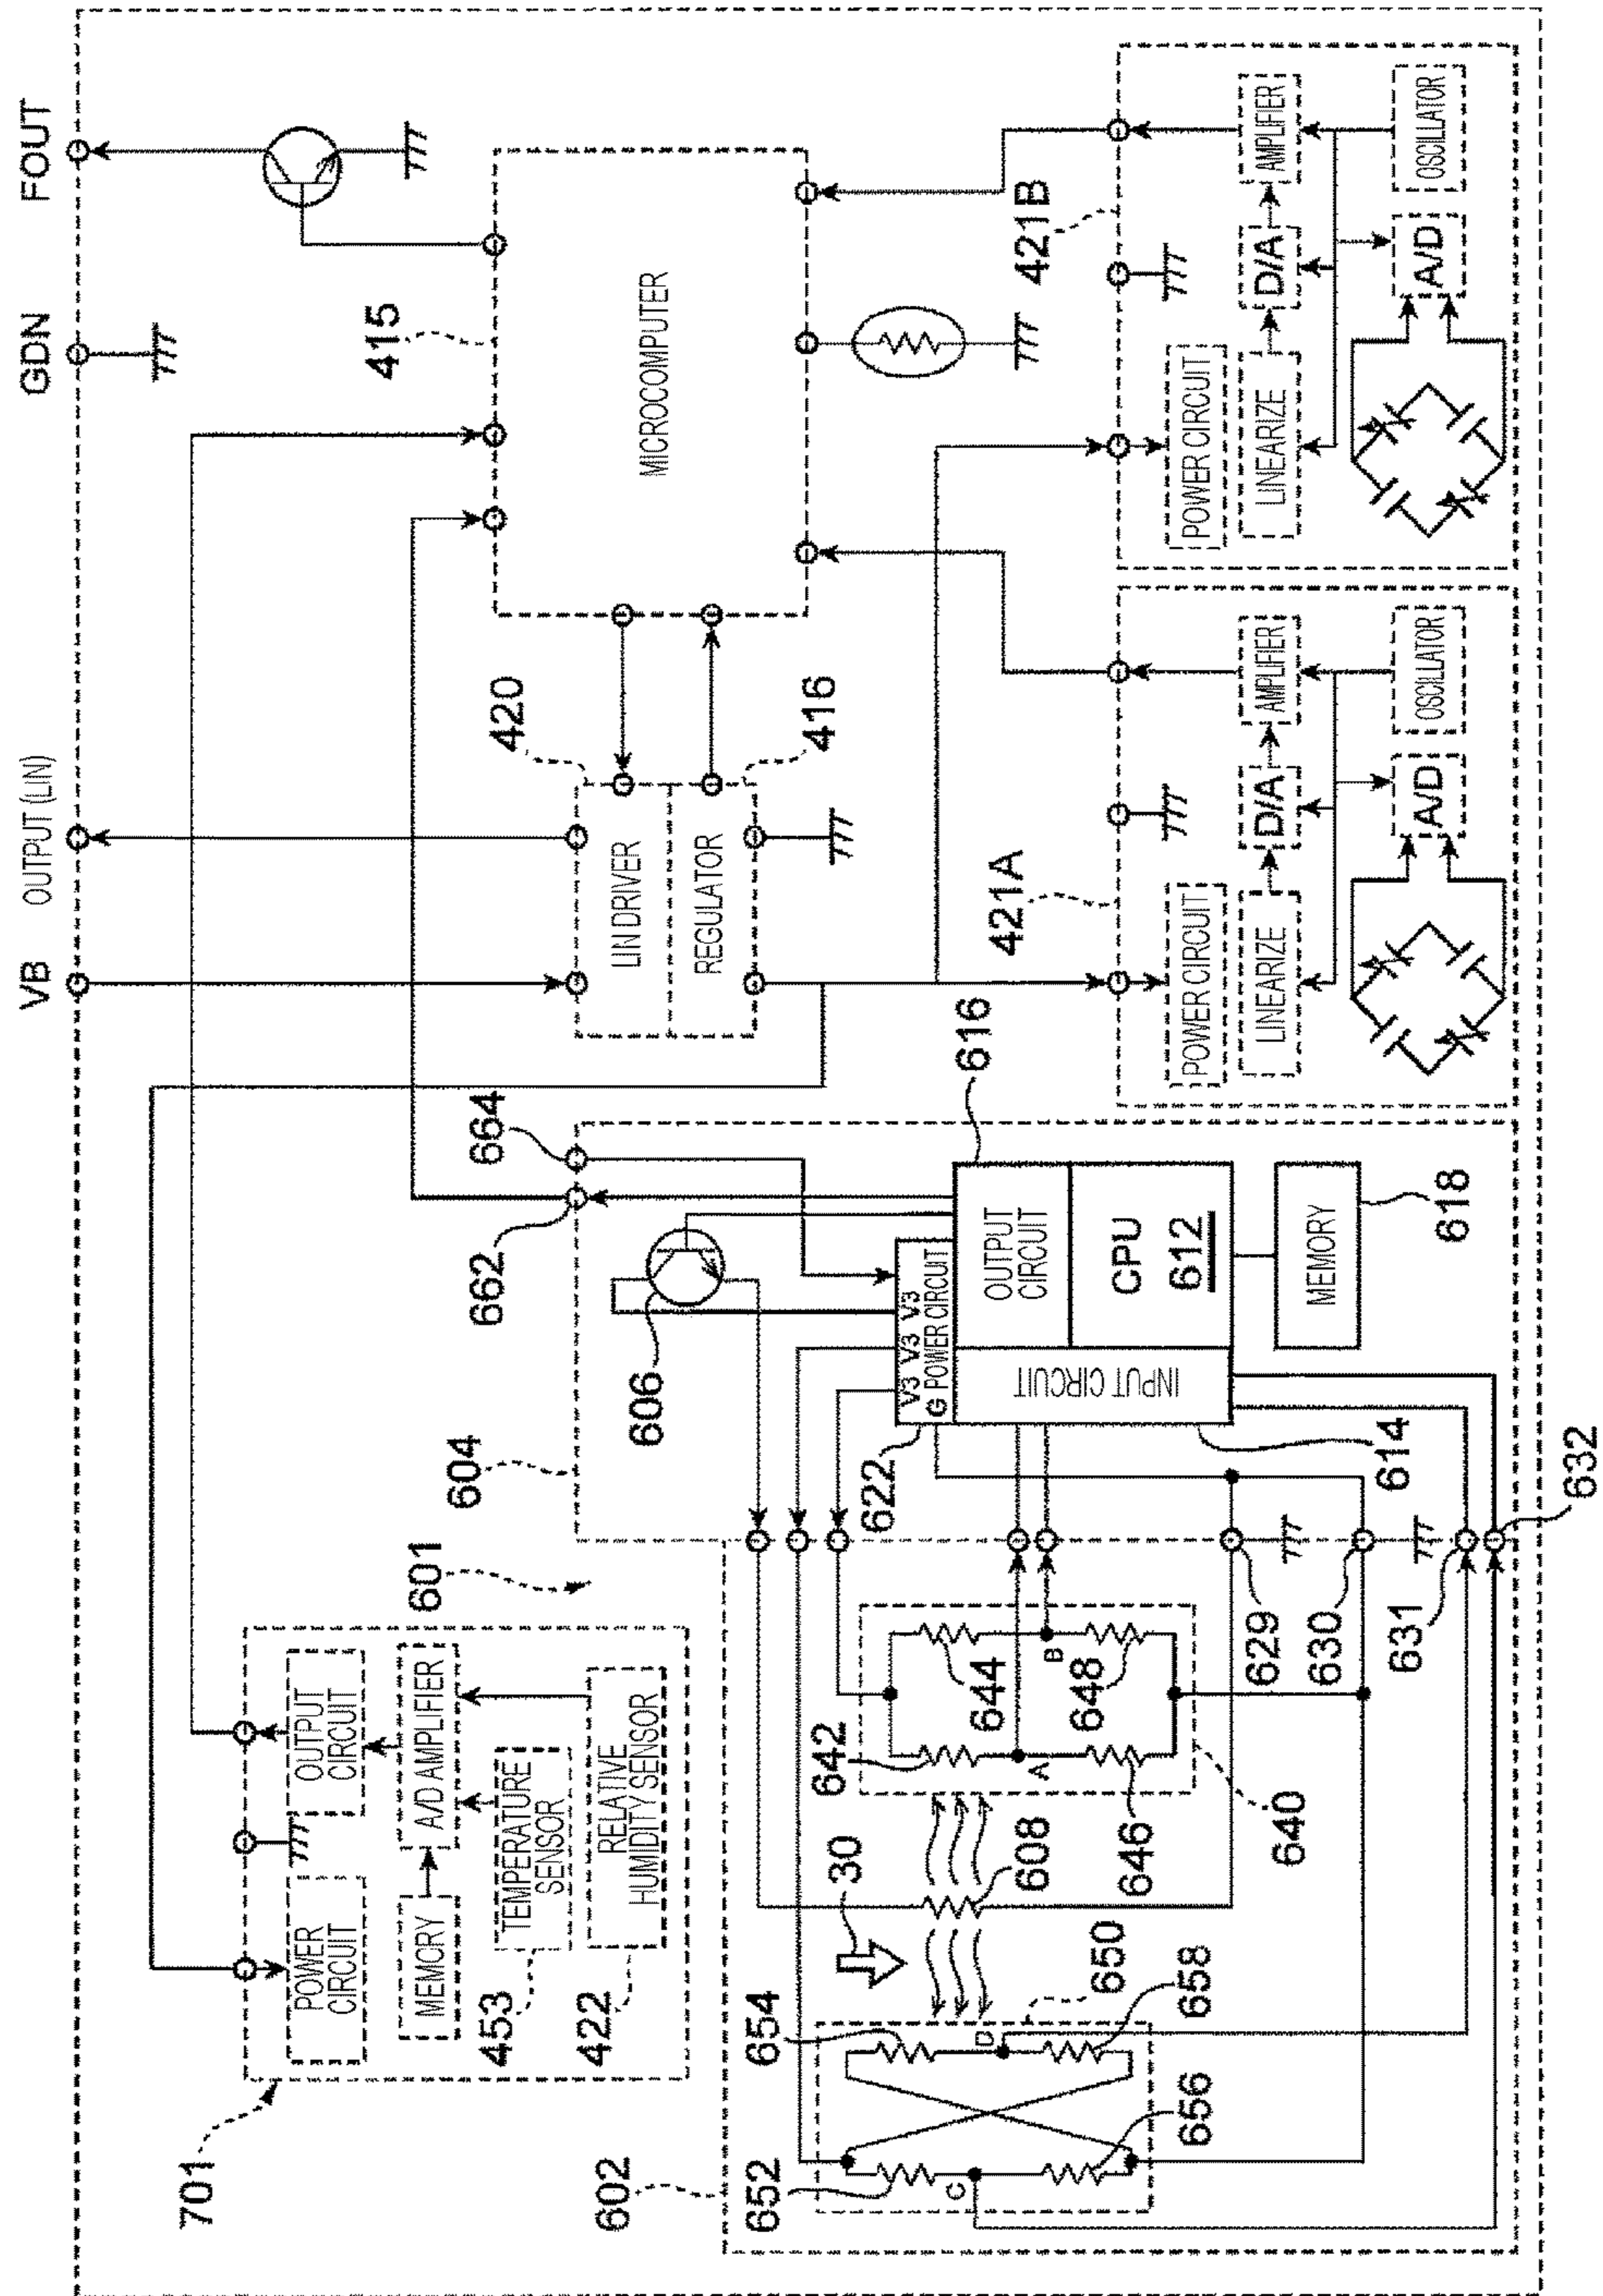 VB
OUTPUT (LIN)
GDN
FOUT
701
POWER
CIRCUIT
OUTPUT
CIRCUIT
MEMORY
A/D AMPLIFIER
TEMPERATURE
SENSOR
RELATIVE
HUMIDITY SENSOR
453
422
601
602
604
606
662
664
420
LIN DRIVER
REGULATOR
416
415
MICROCOMPUTER
616
V3 V3 V3
G POWER CIRCUIT
OUTPUT
CIRCUIT
CPU
612
INPUT CIRCUIT
MEMORY
618
622
614
632
631
630
629
640
642
644
646
648
A
B
608
30
650
652
654
656
658
C
D
421A
POWER CIRCUIT
LINEARIZE
D/A
AMPLIFIER
A/D
OSCILLATOR
421B
POWER CIRCUIT
LINEARIZE
D/A
AMPLIFIER
A/D
OSCILLATOR